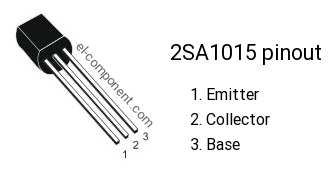 2SA1015 pinout
el-component.com
1. Emitter
2. Collector
3. Base
1
2
3